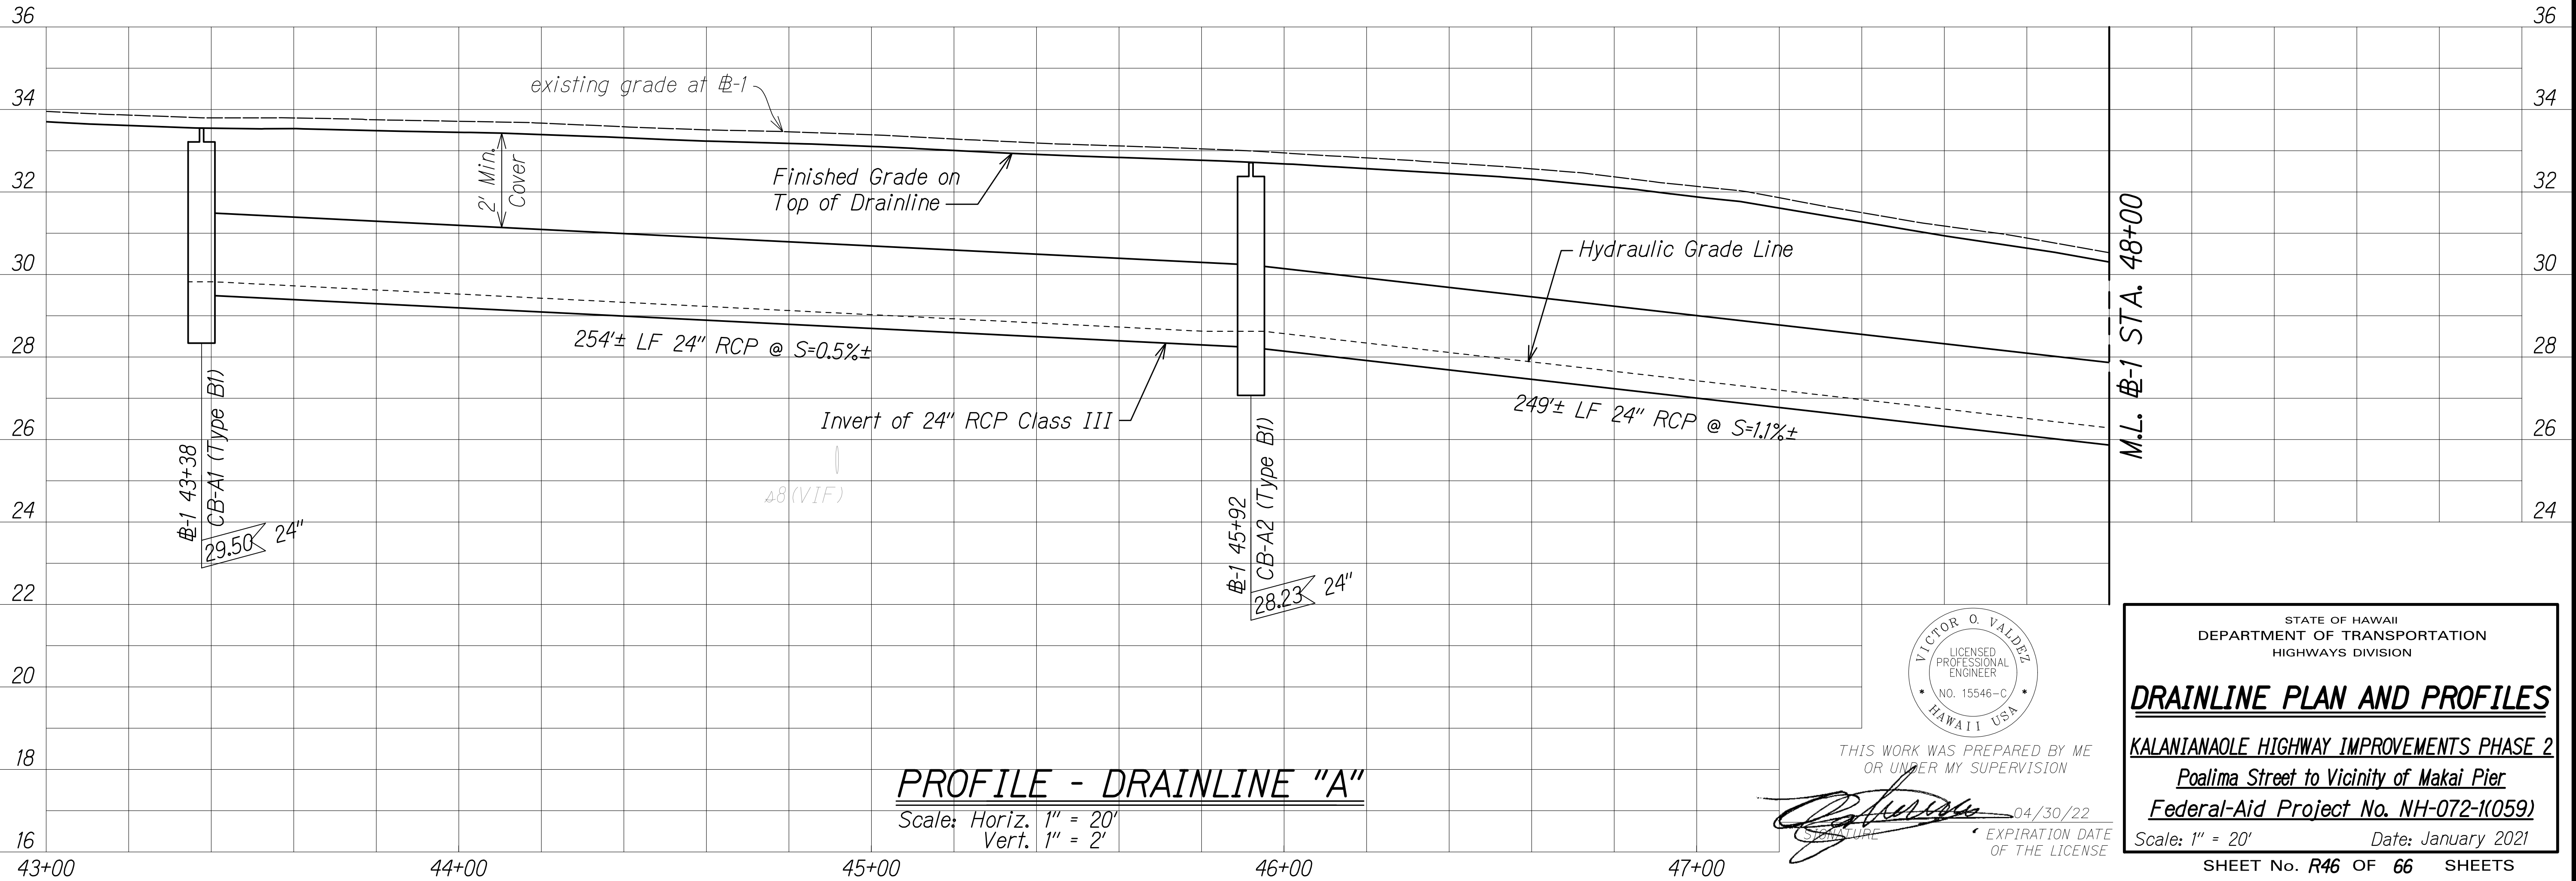 36
34
32
30
28
26
24
22
20
18
16
36
34
32
30
28
26
24
existing grade at ᗺ-1
2' Min.
Cover
Finished Grade on
Top of Drainline
Hydraulic Grade Line
254'± LF 24" RCP @ S=0.5%±
Invert of 24" RCP Class III
249'± LF 24" RCP @ S=1.1%±
(VIF)
B-1 43+38
CB-A1 (Type B1)
29.50 24"
B-1 45+92
CB-A2 (Type B1)
28.23 24"
M.L. B-1 STA. 48+00
PROFILE - DRAINLINE "A"
Scale: Horiz. 1" = 20'
Vert. 1" = 2'
43+00 44+00 45+00 46+00 47+00
VICTOR O. VALDEZ
LICENSED
PROFESSIONAL
ENGINEER
NO. 15546-C
* HAWAII USA *
THIS WORK WAS PREPARED BY ME
OR UNDER MY SUPERVISION
04/30/22
SIGNATURE
EXPIRATION DATE
OF THE LICENSE
STATE OF HAWAII
DEPARTMENT OF TRANSPORTATION
HIGHWAYS DIVISION
DRAINLINE PLAN AND PROFILES
KALANIANAOLE HIGHWAY IMPROVEMENTS PHASE 2
Poalima Street to Vicinity of Makai Pier
Federal-Aid Project No. NH-072-1(059)
Scale: 1" = 20' Date: January 2021
SHEET No. R46 OF 66 SHEETS